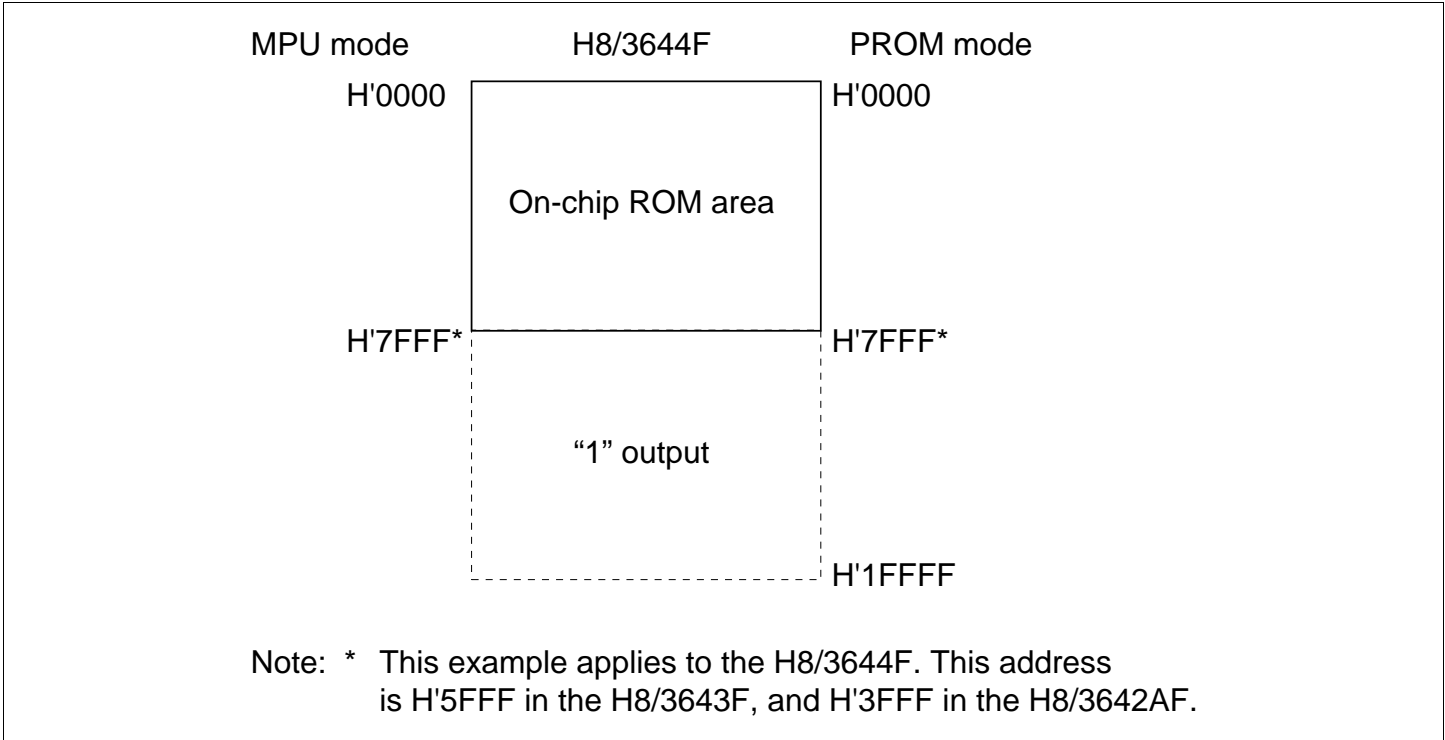 MPU mode H8/3644F PROM mode
H'0000 H'0000
On-chip ROM area
H'7FFF* H'7FFF*
“1” output
H'1FFFF
Note: * This example applies to the H8/3644F. This address
is H'5FFF in the H8/3643F, and H'3FFF in the H8/3642AF.